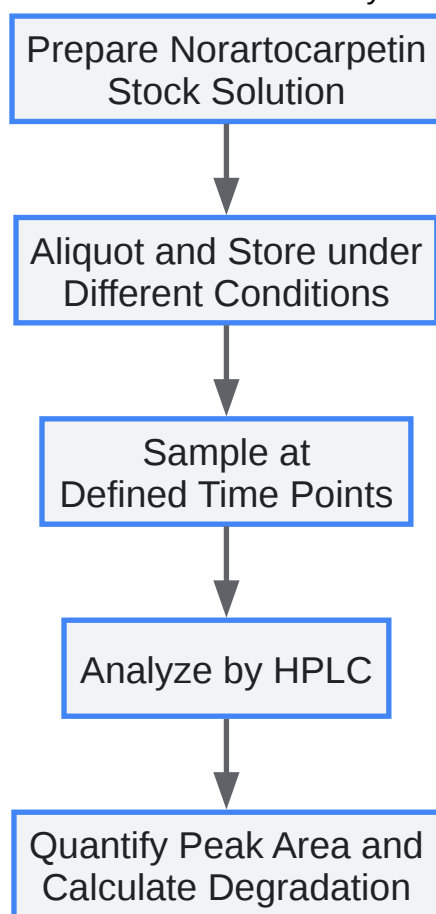 Prepare Norartocarpetin
Stock Solution
Aliquot and Store under
Different Conditions
Sample at
Defined Time Points
Analyze by HPLC
Quantify Peak Area and
Calculate Degradation